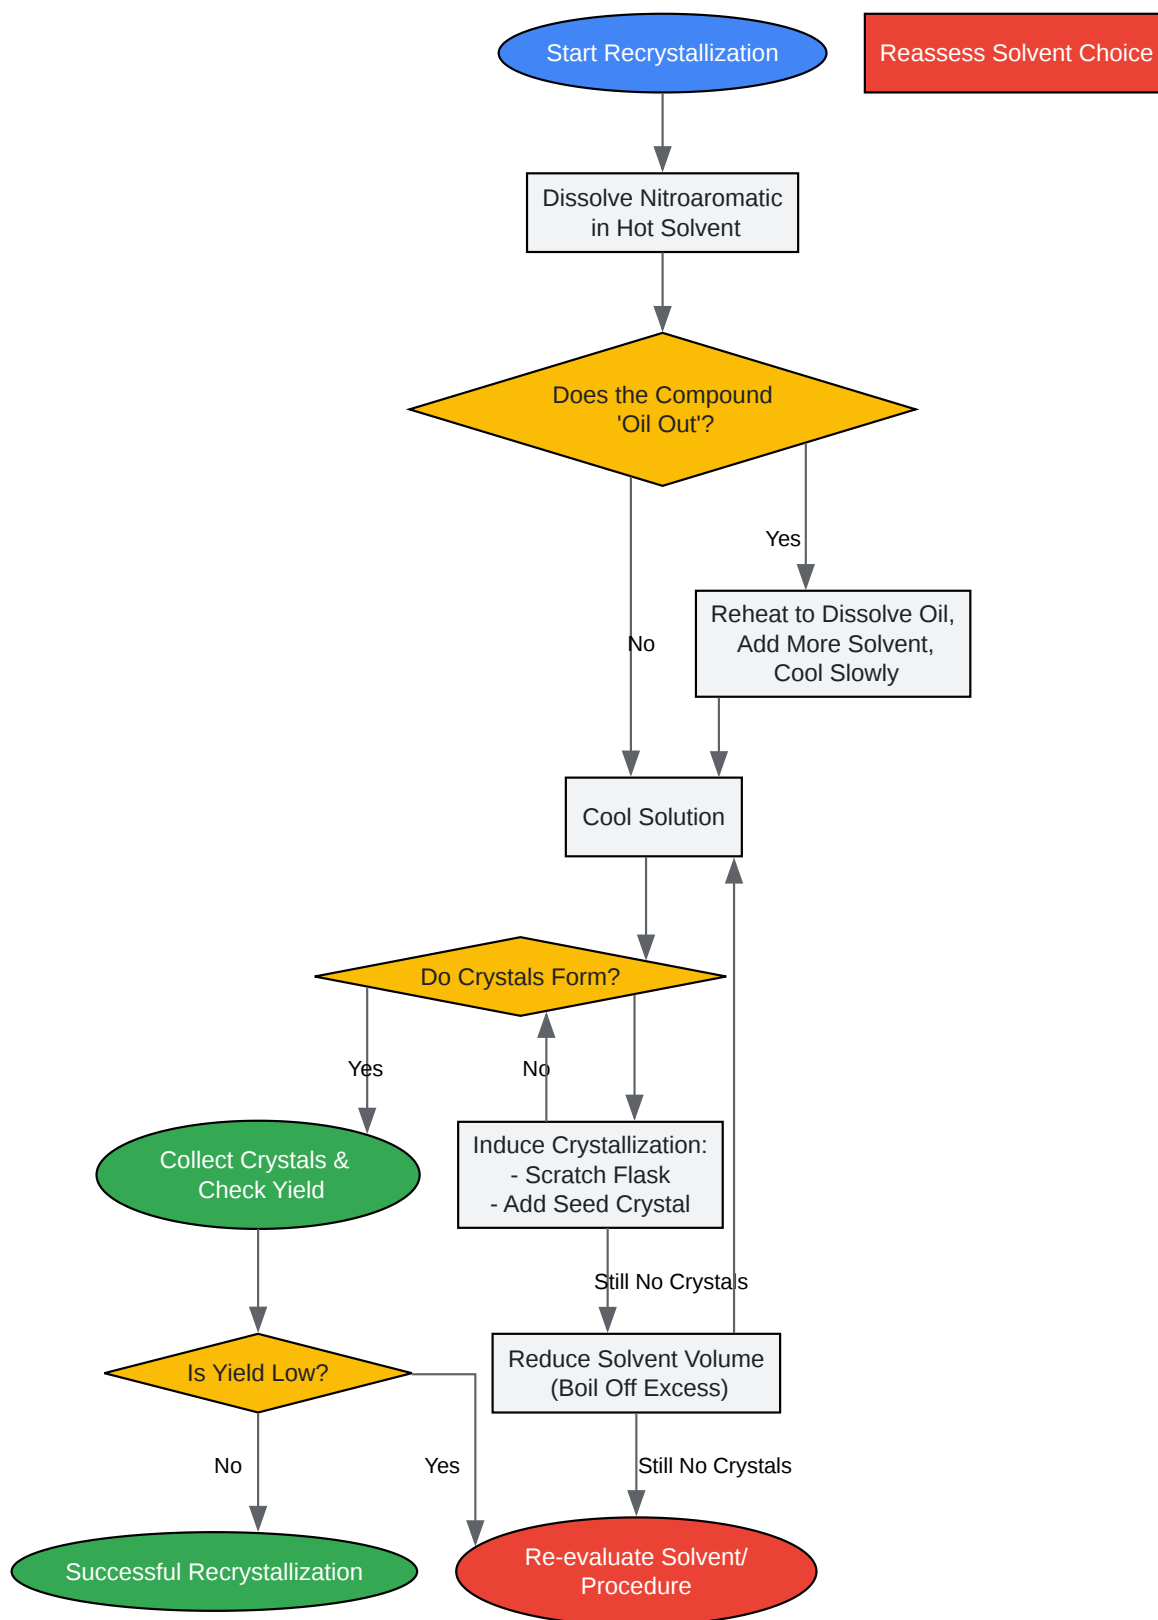 Start Recrystallization
Reassess Solvent Choice
Dissolve Nitroaromatic
in Hot Solvent
Does the Compound
'Oil Out'?
Yes
No
Reheat to Dissolve Oil,
Add More Solvent,
Cool Slowly
Cool Solution
Do Crystals Form?
Yes
No
Collect Crystals &
Check Yield
Induce Crystallization:
- Scratch Flask
- Add Seed Crystal
Still No Crystals
Is Yield Low?
Reduce Solvent Volume
(Boil Off Excess)
No
Yes
Still No Crystals
Successful Recrystallization
Re-evaluate Solvent/
Procedure